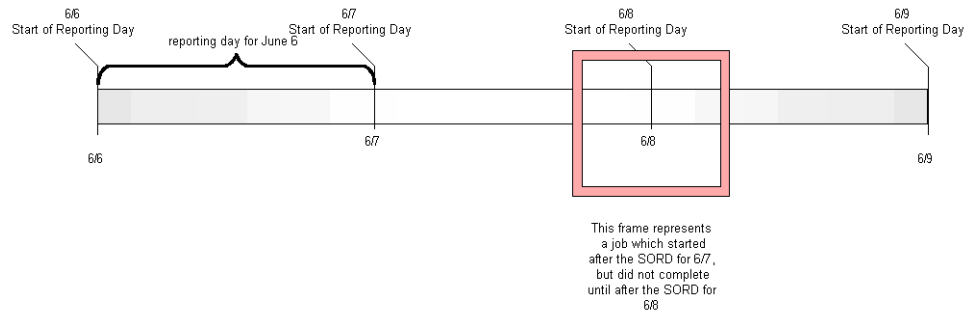 6/6
Start of Reporting Day
6/7
Start of Reporting Day
6/8
Start of Reporting Day
6/9
Start of Reporting Day
reporting day for June 6
6/6
6/7
6/8
6/9
This frame represents
a job which started
after the SORD for 6/7,
but did not complete
until after the SORD for
6/8